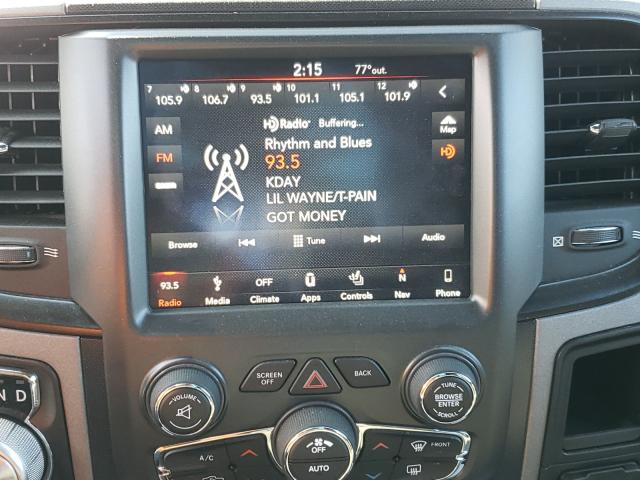 2:15 77° out.
7 8 9 10 11 12
105.9 106.7 93.5 101.1 105.1 101.9
AM
HD Radio Buffering...
Map
Rhythm and Blues
FM
93.5
HD
KDAY
LIL WAYNE/T-PAIN
GOT MONEY
Browse Tune Audio
93.5 OFF N
Radio Media Climate Apps Controls Nav Phone
SCREEN OFF BACK
VOLUME
TUNE
BROWSE
ENTER
SCROLL
N D
OFF
A/C AUTO FRONT